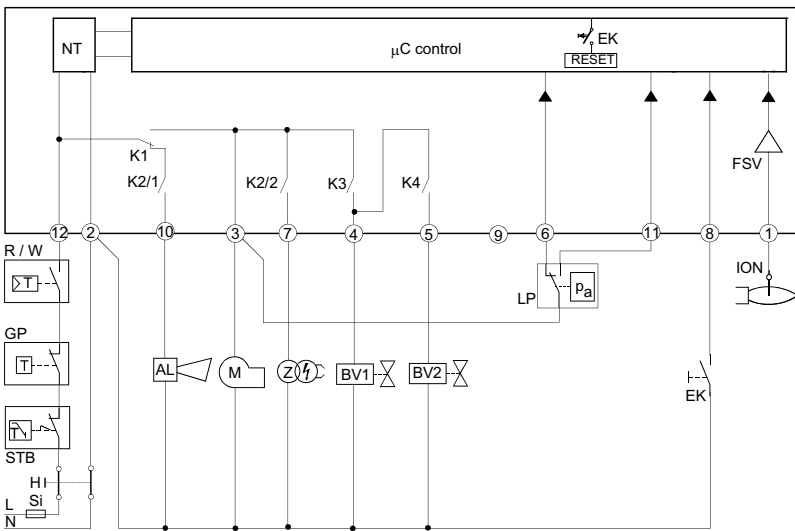 NT
µC control
EK
RESET
FSV
K1
K2/1
K2/2
K3
K4
12
2
10
3
7
4
5
9
6
11
8
1
R / W
T
GP
T
STB
T
H
L
Si
N
AL
M
Z
BV1
BV2
LP
pa
EK
ION